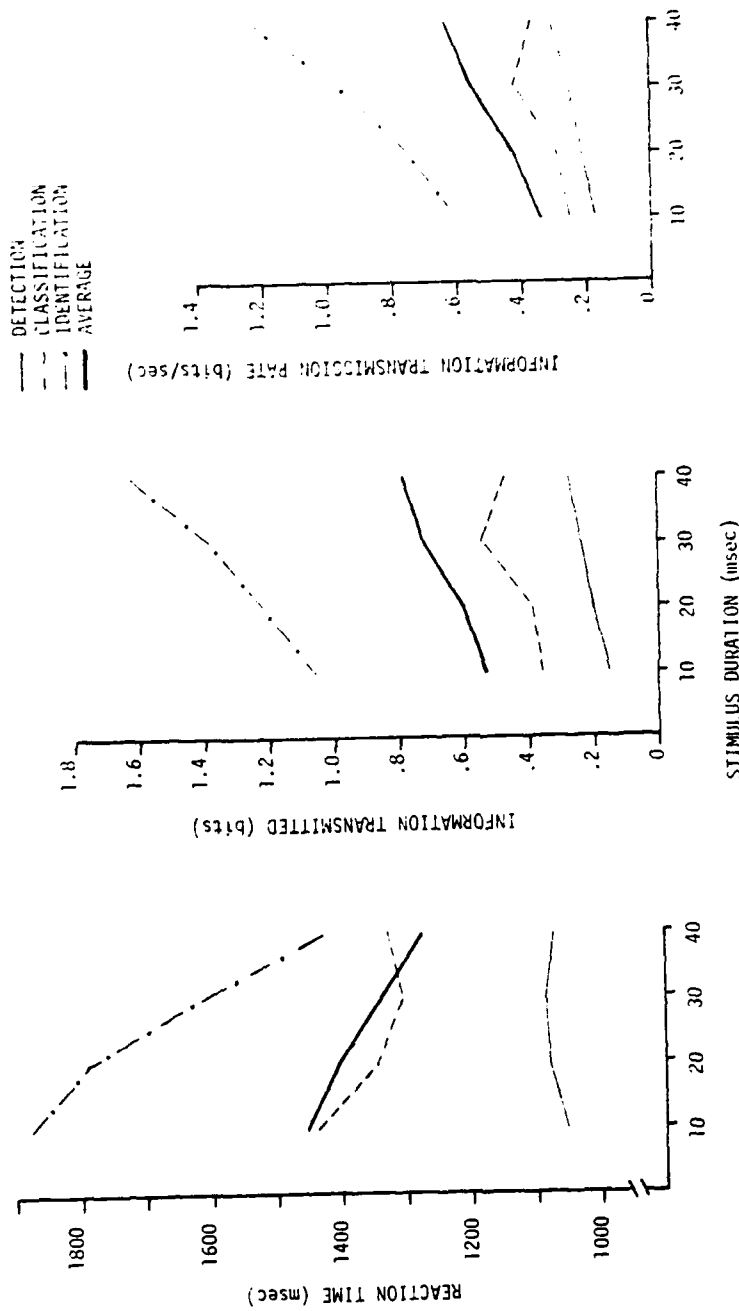 DETECTION
CLASSIFICATION
IDENTIFICATION
AVERAGE
REACTION TIME (msec)
1800
1600
1400
1200
1000
10 20 30 40
INFORMATION TRANSMITTED (bits)
1.8
1.6
1.4
1.2
1.0
.8
.6
.4
.2
0
10 20 30 40
STIMULUS DURATION (msec)
INFORMATION TRANSMISSION RATE (bits/sec)
1.4
1.2
1.0
.8
.6
.4
.2
0
10 20 30 40